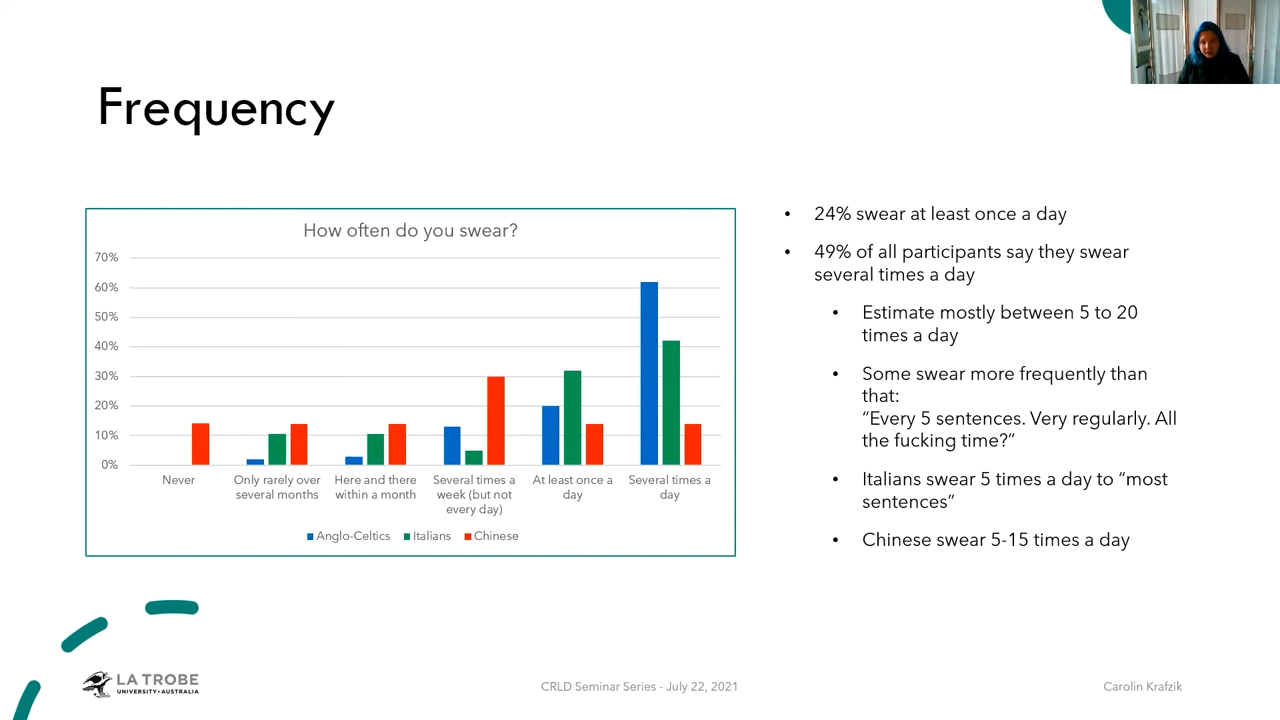 Frequency
How often do you swear?
70%
60%
50%
40%
30%
20%
10%
0%
Never
Only rarely over
several months
Here and there
within a month
Several times a
week (but not
every day)
At least once a
day
Several times a
day
Anglo-Celtics
Italians
Chinese
• 24% swear at least once a day
• 49% of all participants say they swear
several times a day
• Estimate mostly between 5 to 20
times a day
• Some swear more frequently than
that:
“Every 5 sentences. Very regularly. All
the fucking time?”
• Italians swear 5 times a day to “most
sentences”
• Chinese swear 5-15 times a day
LA TROBE
UNIVERSITY • AUSTRALIA
CRLD Seminar Series - July 22, 2021
Carolin Krafzik